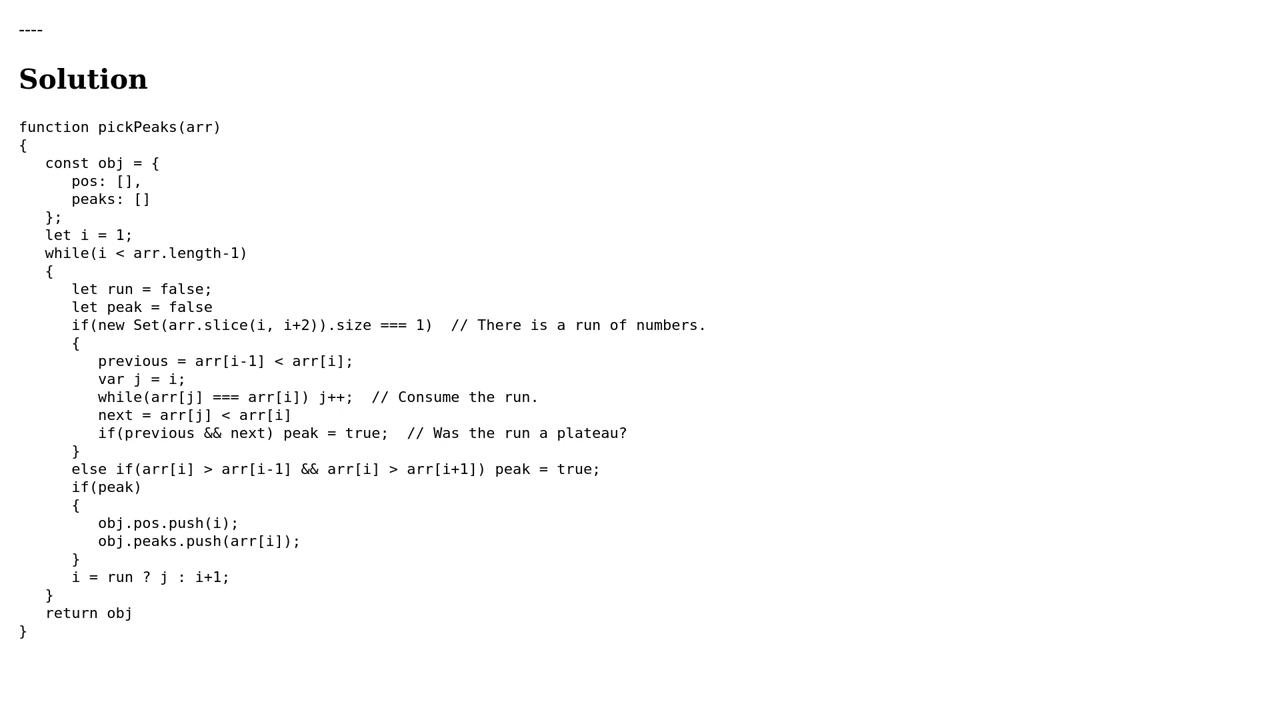 ----
Solution
function pickPeaks(arr)
{
   const obj = {
      pos: [],
      peaks: []
   };
   let i = 1;
   while(i < arr.length-1)
   {
      let run = false;
      let peak = false
      if(new Set(arr.slice(i, i+2)).size === 1)  // There is a run of numbers.
      {
         previous = arr[i-1] < arr[i];
         var j = i;
         while(arr[j] === arr[i]) j++;  // Consume the run.
         next = arr[j] < arr[i]
         if(previous && next) peak = true;  // Was the run a plateau?
      }
      else if(arr[i] > arr[i-1] && arr[i] > arr[i+1]) peak = true;
      if(peak)
      {
         obj.pos.push(i);
         obj.peaks.push(arr[i]);
      }
      i = run ? j : i+1;
   }
   return obj
}